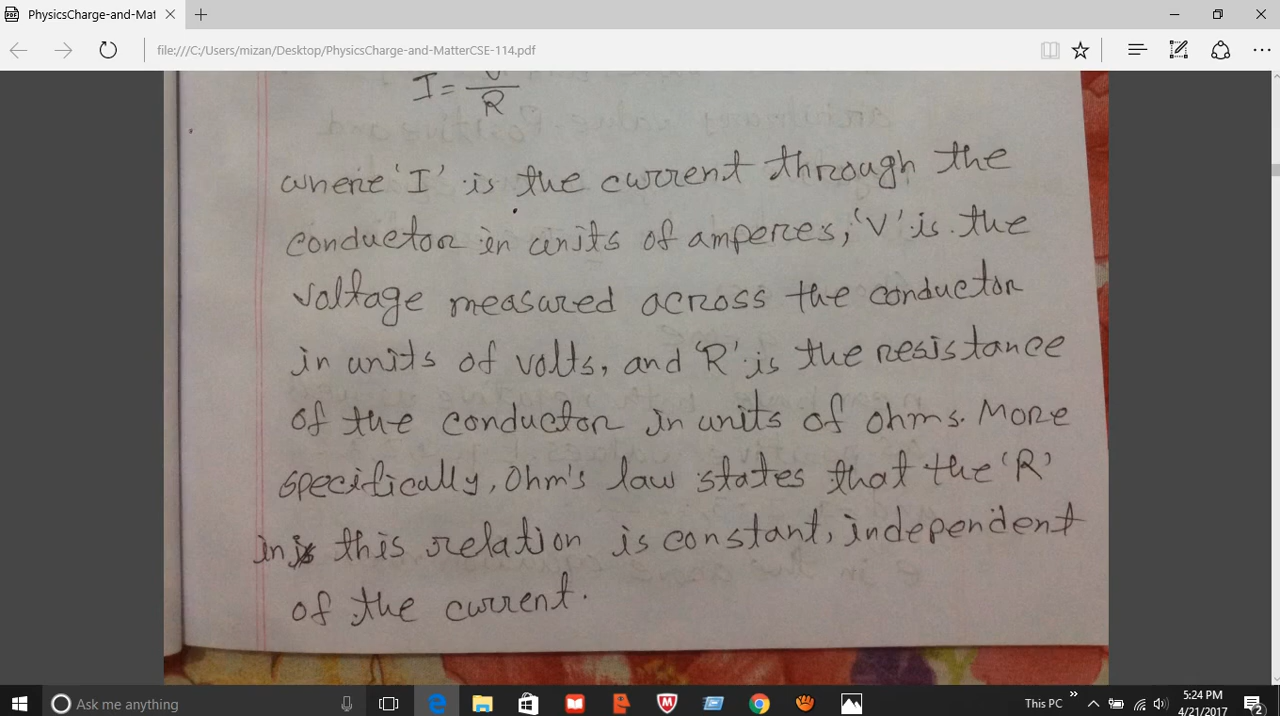 PhysicsCharge-and-Mat
file:///C:/Users/mizan/Desktop/PhysicsCharge-and-MatterCSE-114.pdf
I = V/R
where 'I' is the current through the
conductor in units of amperes, 'V' is the
voltage measured across the conductor
in units of volts, and 'R' is the resistance
of the conductor in units of ohms. More
specifically, Ohm's law states that the 'R'
in this relation is constant, independent
of the current.
Ask me anything
This PC
5:24 PM
4/21/2017
2